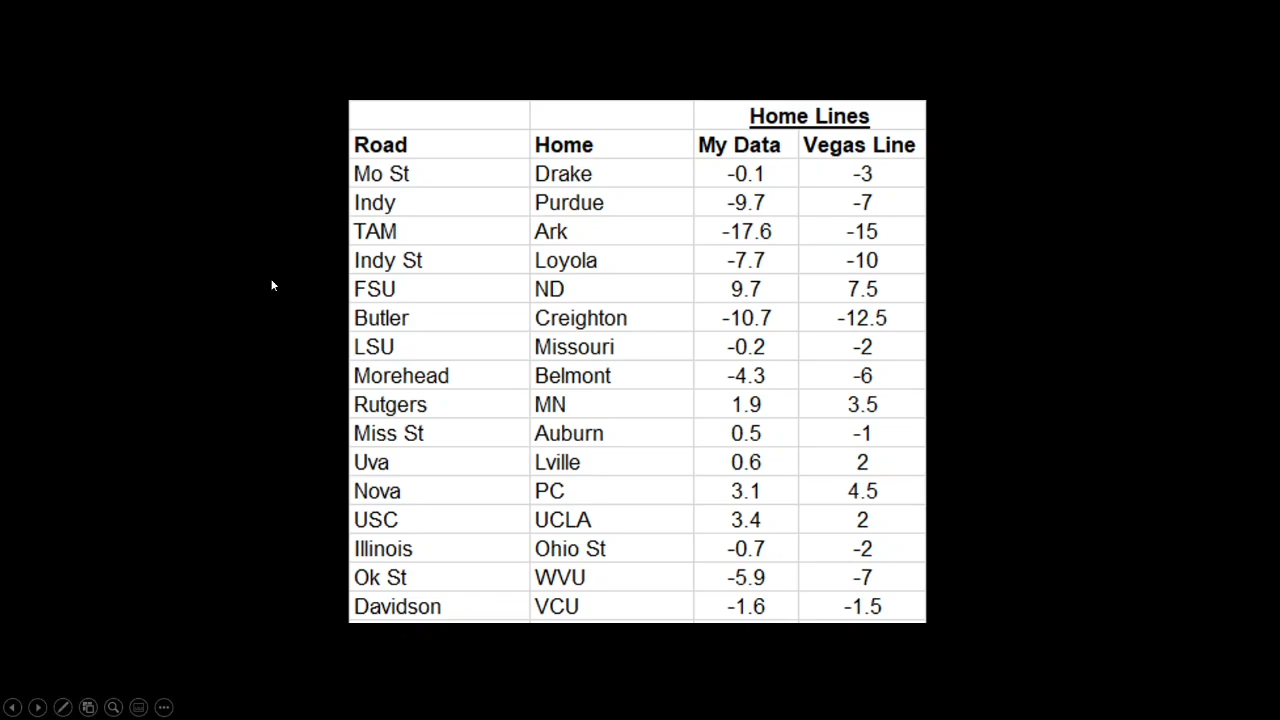 Home Lines
Road Home My Data Vegas Line
Mo St Drake -0.1 -3
Indy Purdue -9.7 -7
TAM Ark -17.6 -15
Indy St Loyola -7.7 -10
FSU ND 9.7 7.5
Butler Creighton -10.7 -12.5
LSU Missouri -0.2 -2
Morehead Belmont -4.3 -6
Rutgers MN 1.9 3.5
Miss St Auburn 0.5 -1
Uva Lville 0.6 2
Nova PC 3.1 4.5
USC UCLA 3.4 2
Illinois Ohio St -0.7 -2
Ok St WVU -5.9 -7
Davidson VCU -1.6 -1.5